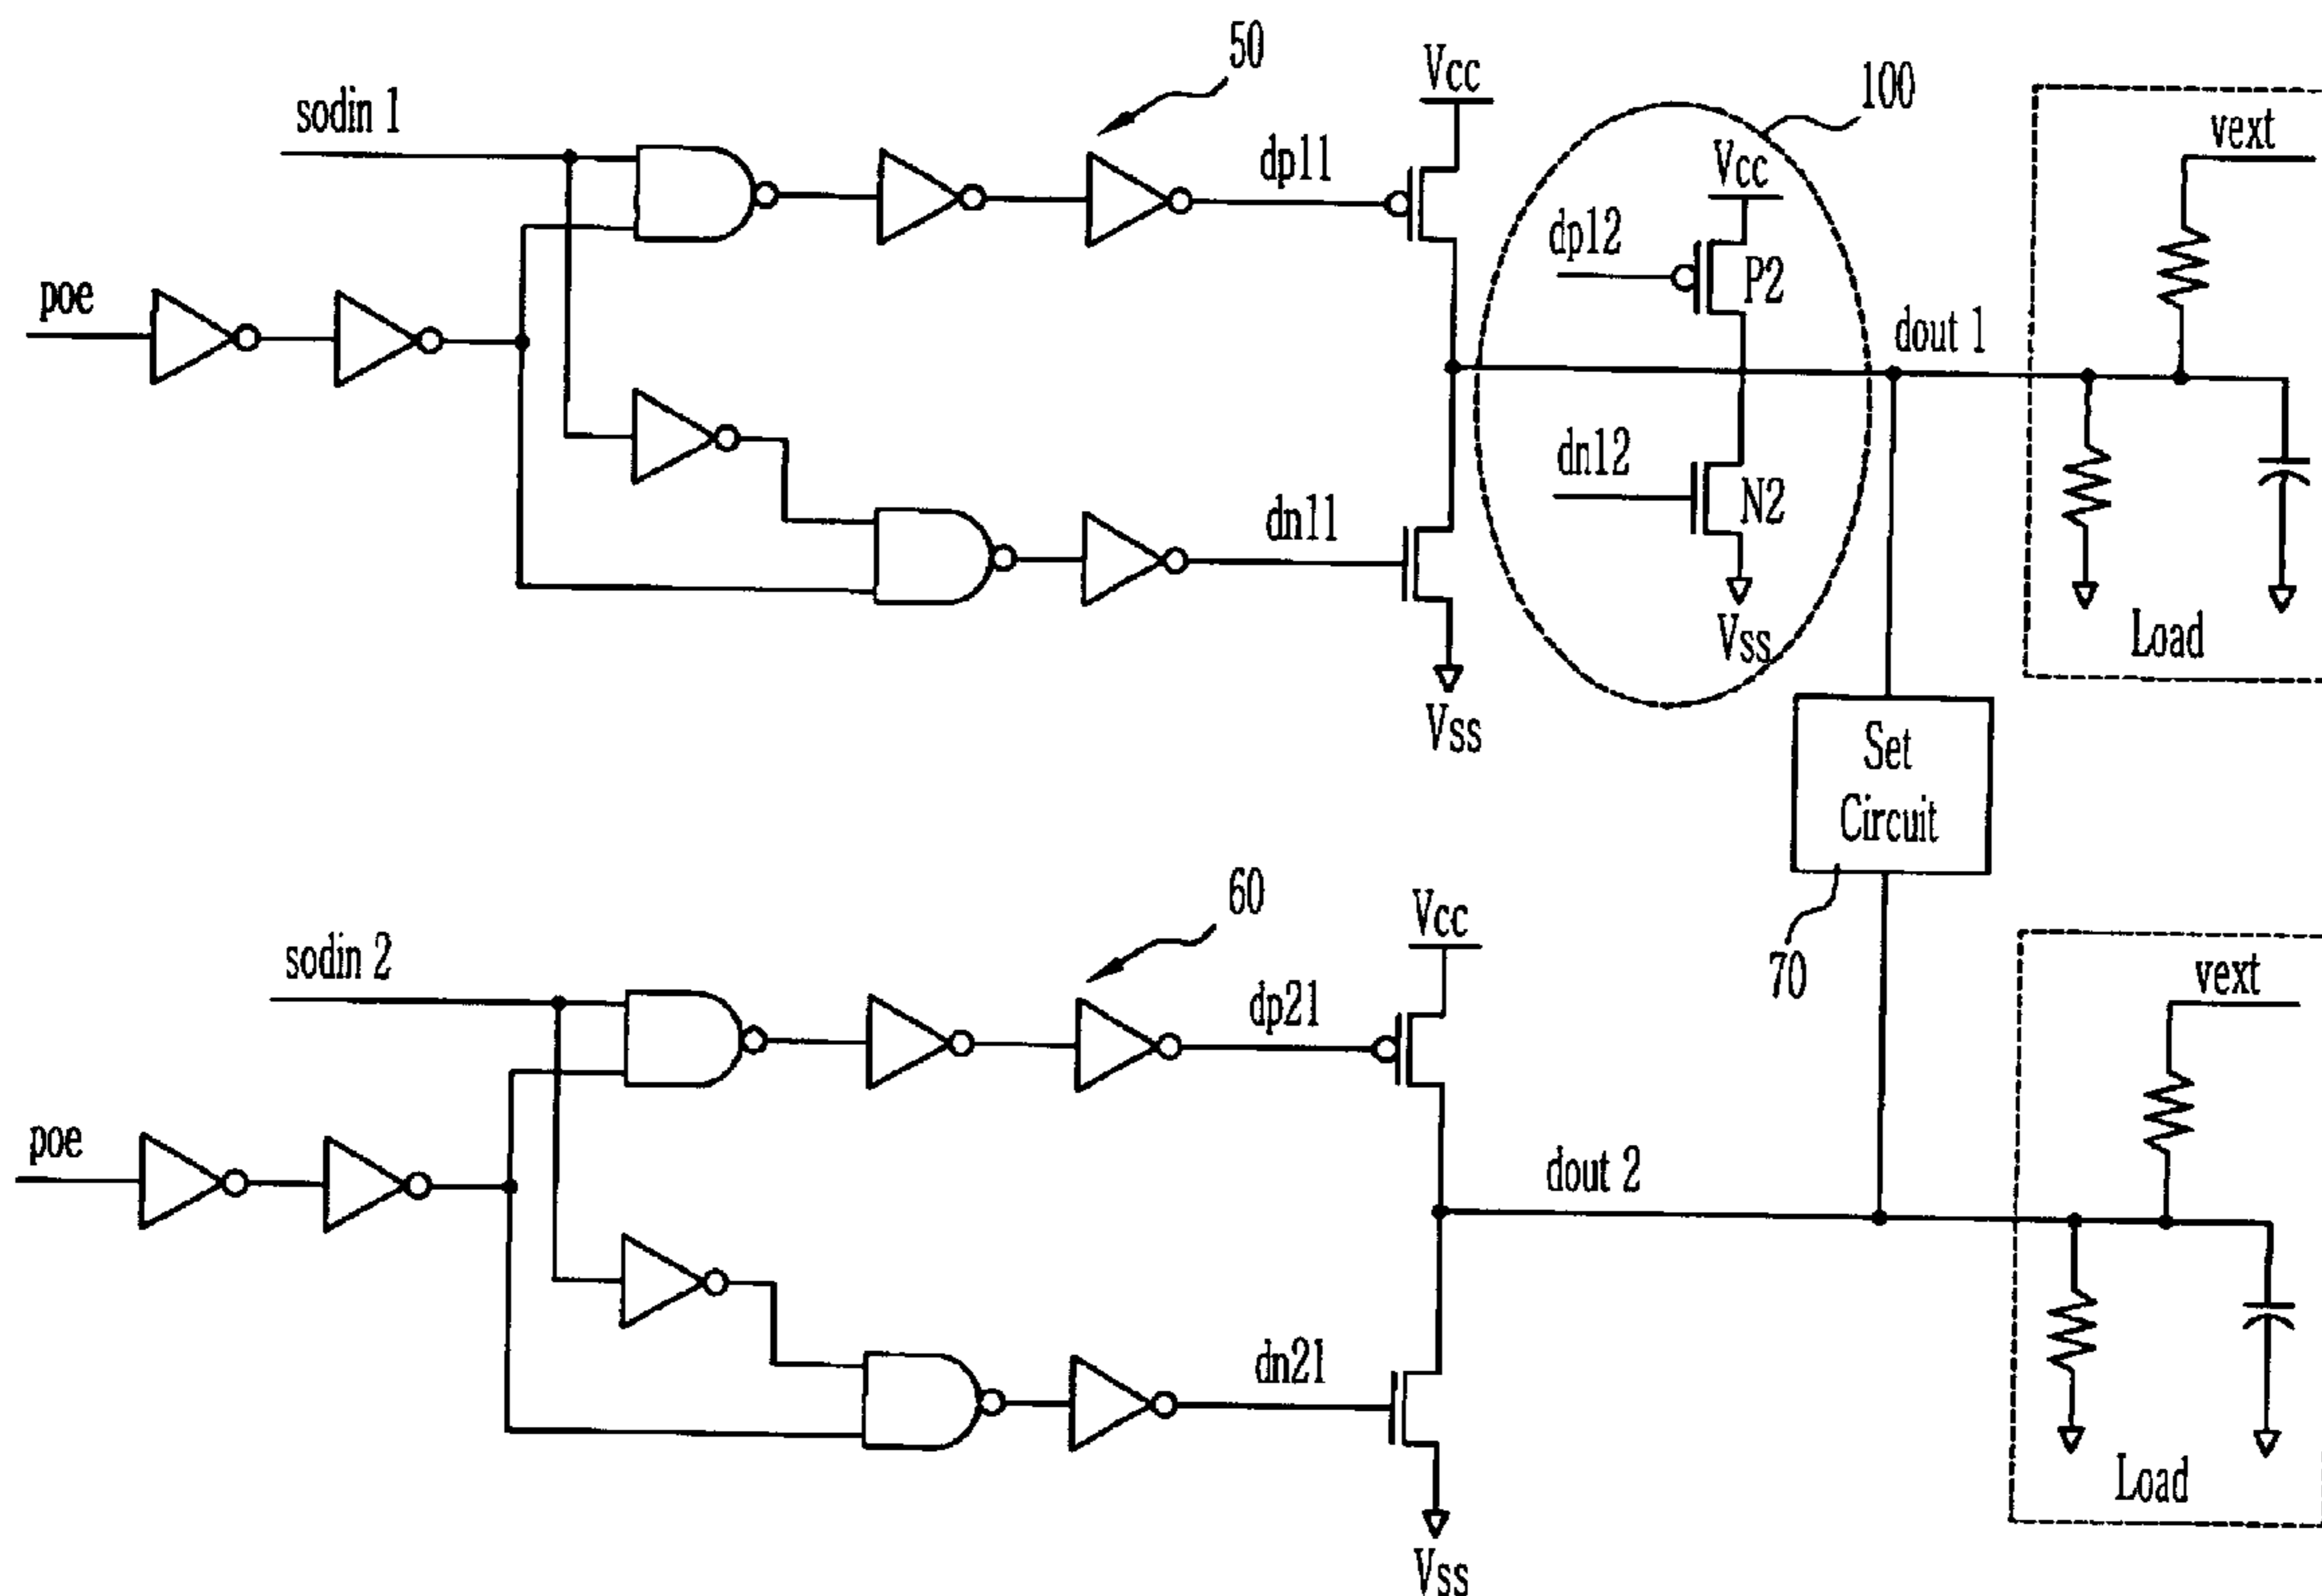 50
Vcc
100
sodin 1
vext
dp11
Vcc
dp12
P2
poe
dout 1
dn12
N2
dn11
Vss
Load
Vss
Set
Circuit
60
Vcc
sodin 2
70
vext
dp21
poe
dout 2
dn21
Load
Vss